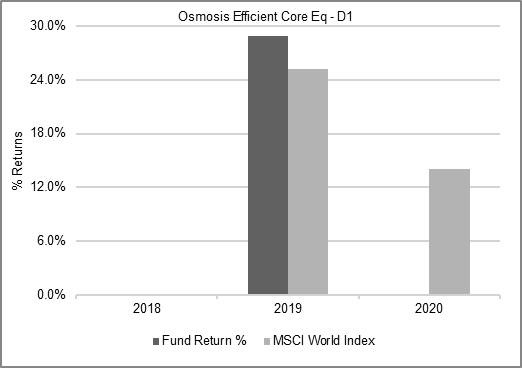 Osmosis Efficient Core Eq - D1
30.0%
24.0%
18.0%
12.0%
6.0%
0.0%
% Returns
2018 2019 2020
Fund Return % MSCI World Index